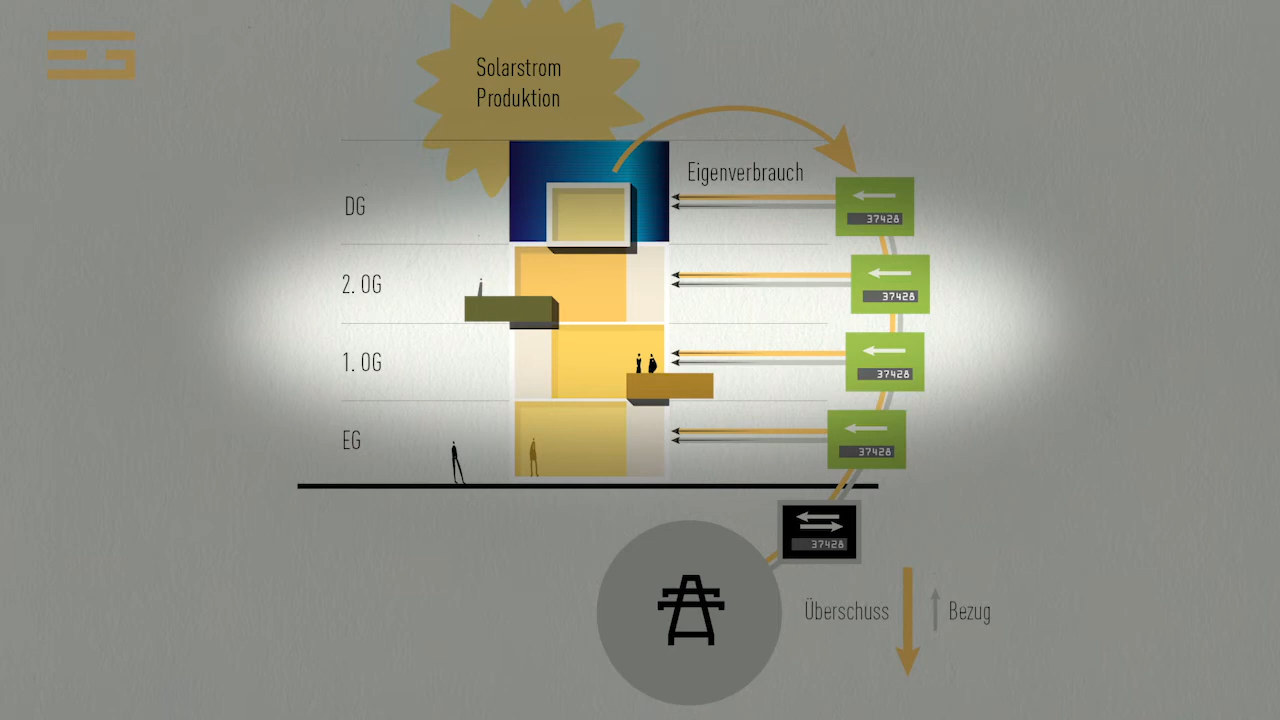 Solarstrom
Produktion
Eigenverbrauch
DG
37428
2. OG
37428
1. OG
37428
EG
37428
37428
Überschuss
Bezug